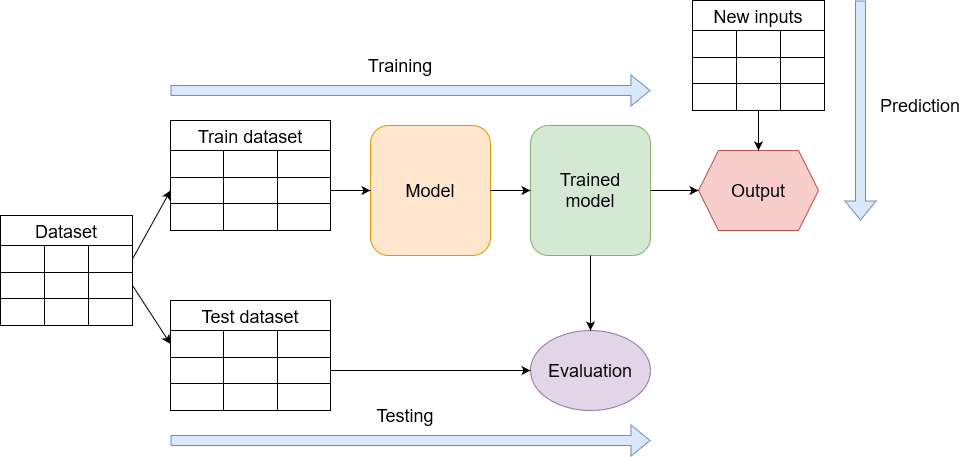 New inputs
Training
Prediction
Train dataset
Model
Trained
model
Output
Dataset
Test dataset
Evaluation
Testing